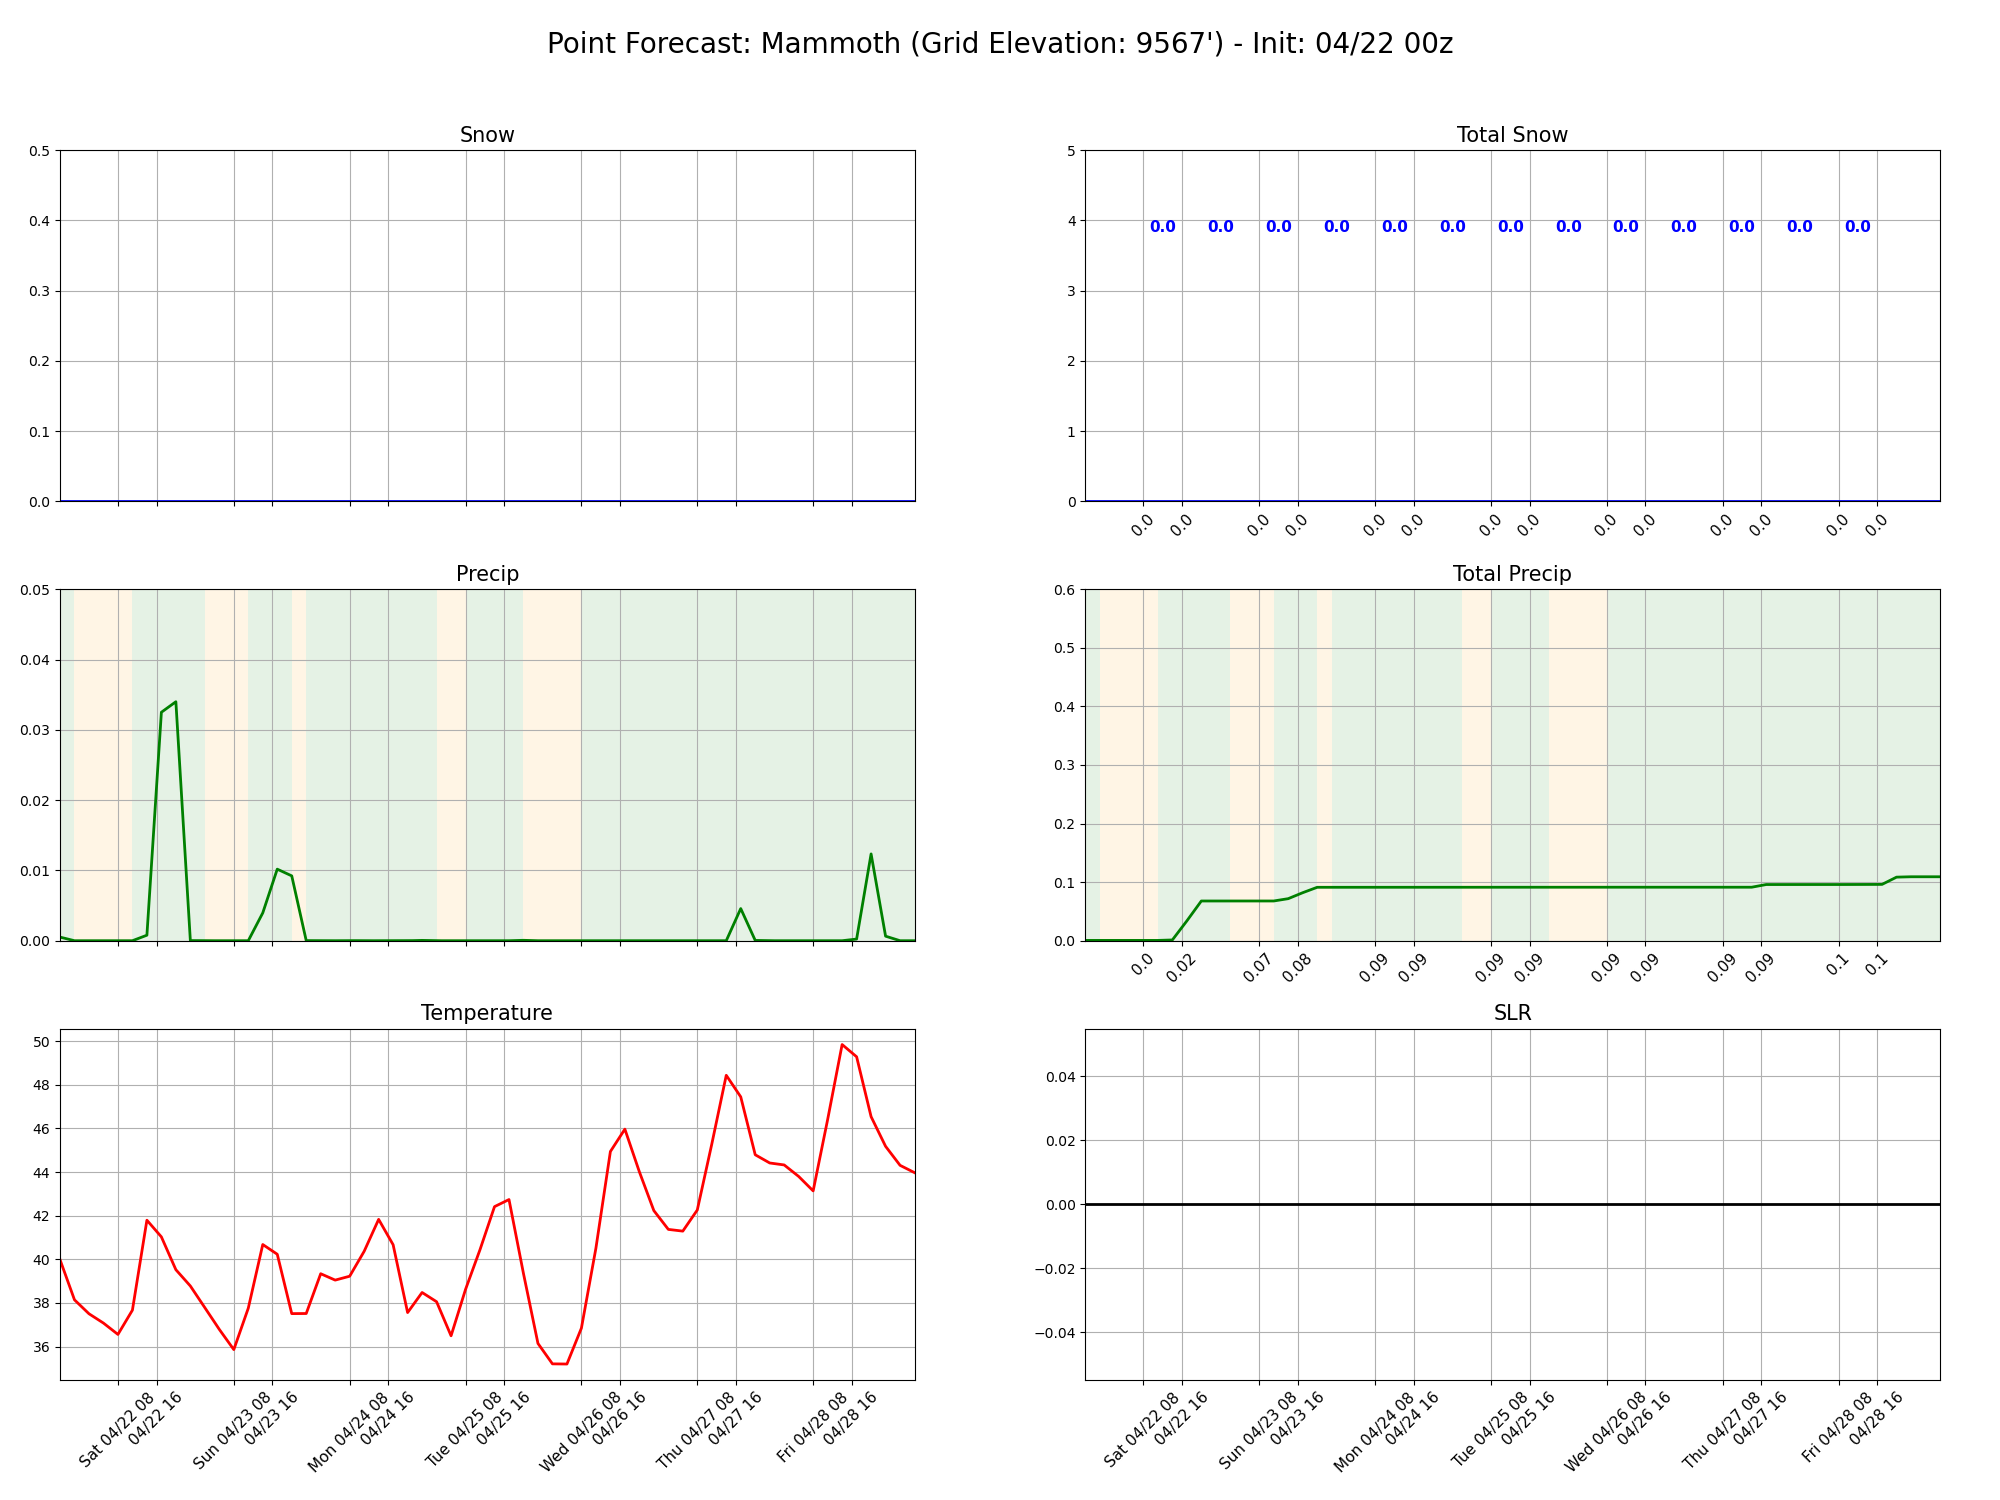 Point Forecast: Mammoth (Grid Elevation: 9567') - Init: 04/22 00z
Snow
0.5
0.4
0.3
0.2
0.1
0.0
Total Snow
5
4
3
2
1
0
0.0 0.0 0.0 0.0 0.0 0.0 0.0 0.0 0.0 0.0 0.0 0.0 0.0
0.0 0.0 0.0 0.0 0.0 0.0 0.0 0.0 0.0 0.0 0.0 0.0 0.0 0.0
Precip
0.05
0.04
0.03
0.02
0.01
0.00
Total Precip
0.6
0.5
0.4
0.3
0.2
0.1
0.0
0.0 0.02 0.07 0.08 0.09 0.09 0.09 0.09 0.09 0.09 0.09 0.09 0.1 0.1
Temperature
50
48
46
44
42
40
38
36
Sat 04/22 08
04/22 16
Sun 04/23 08
04/23 16
Mon 04/24 08
04/24 16
Tue 04/25 08
04/25 16
Wed 04/26 08
04/26 16
Thu 04/27 08
04/27 16
Fri 04/28 08
04/28 16
SLR
0.04
0.02
0.00
−0.02
−0.04
Sat 04/22 08
04/22 16
Sun 04/23 08
04/23 16
Mon 04/24 08
04/24 16
Tue 04/25 08
04/25 16
Wed 04/26 08
04/26 16
Thu 04/27 08
04/27 16
Fri 04/28 08
04/28 16